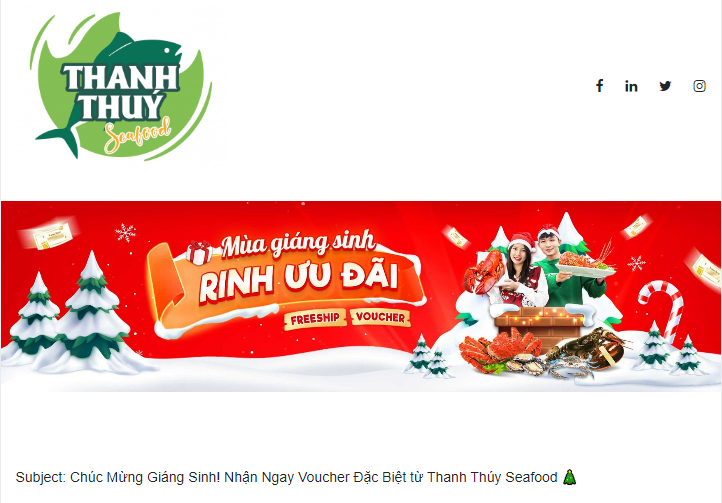 THANH
THUÝ
Seafood
Mùa giáng sinh
RINH ƯU ĐÃI
FREESHIP - VOUCHER
Subject: Chúc Mừng Giáng Sinh! Nhận Ngay Voucher Đặc Biệt từ Thanh Thúy Seafood 🎄